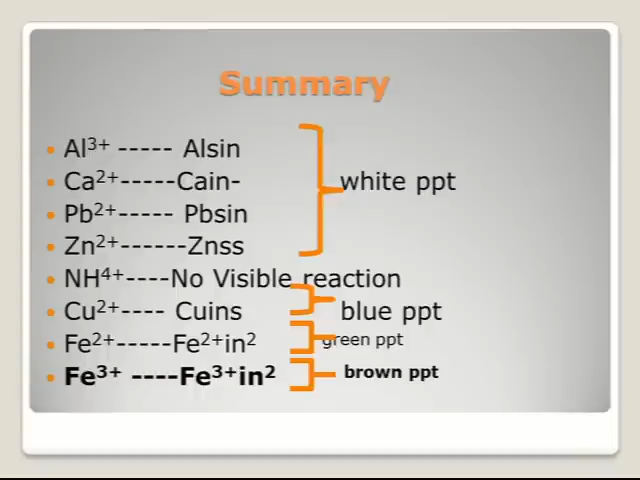 Summary
Al³⁺ ----- Alsin
Ca²⁺-----Cain-
white ppt
Pb²⁺----- Pbsin
Zn²⁺------Znss
NH⁴⁺----No Visible reaction
Cu²⁺---- Cuins
blue ppt
Fe²⁺-----Fe²⁺in²
green ppt
Fe³⁺ ----Fe³⁺in²
brown ppt